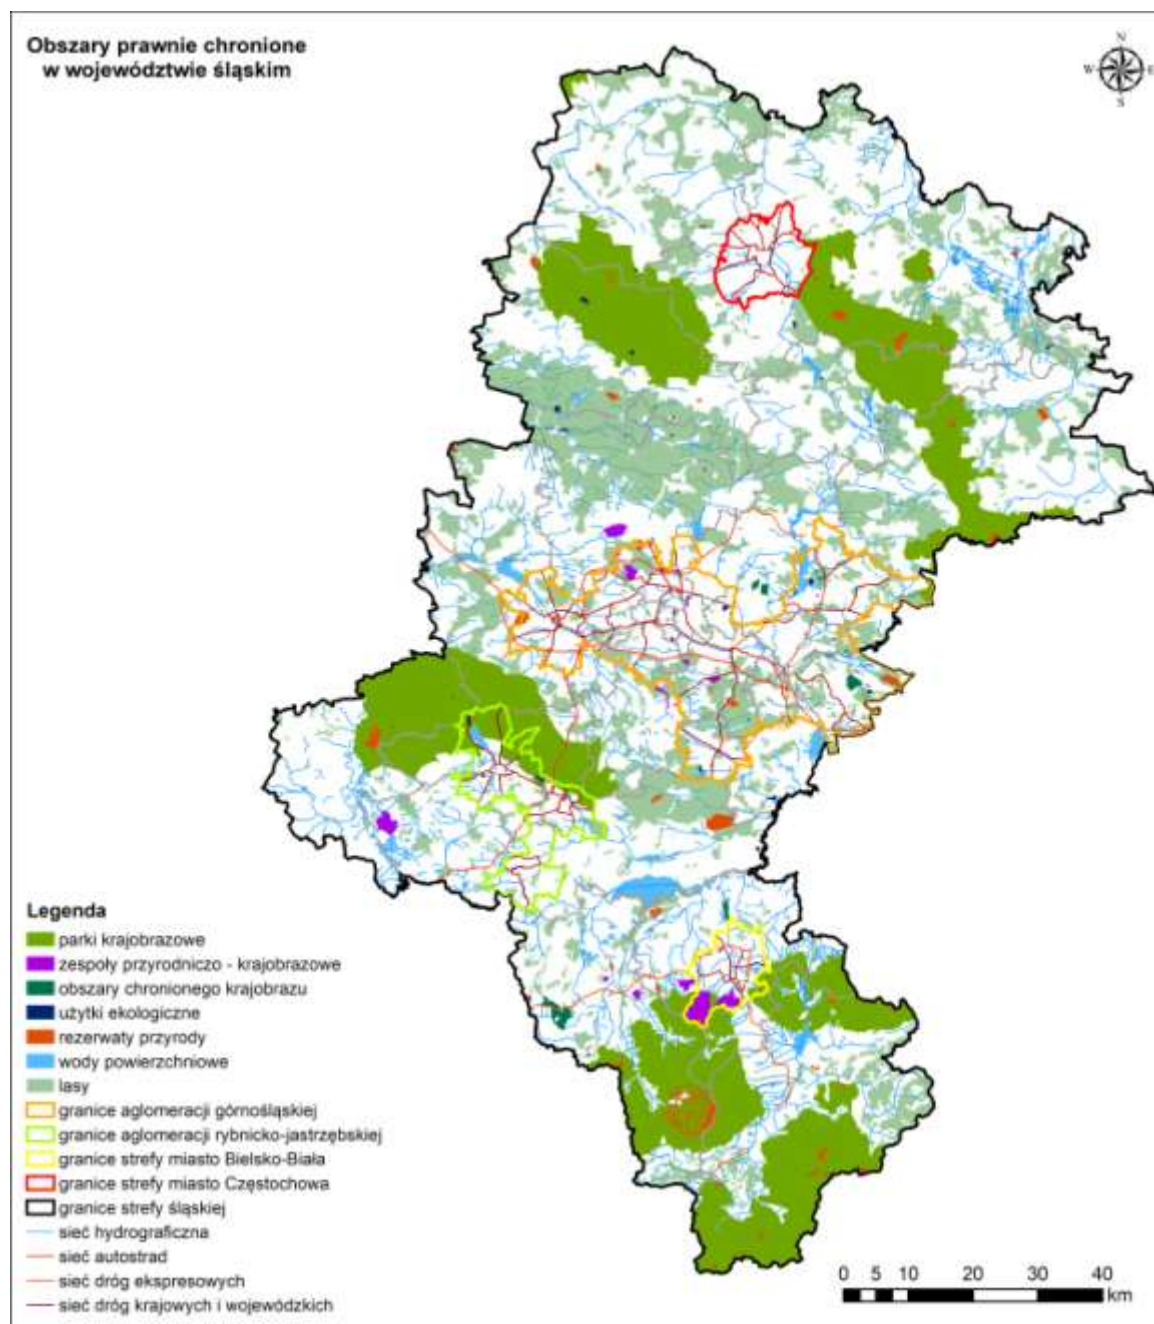 Obszary prawnie chronione
w województwie śląskim
N
W
E
S
Legenda
parki krajobrazowe
zespoły przyrodniczo - krajobrazowe
obszary chronionego krajobrazu
użytki ekologiczne
rezerwaty przyrody
wody powierzchniowe
lasy
granice aglomeracji górnośląskiej
granice aglomeracji rybnicko-jastrzębskiej
granice strefy miasto Bielsko-Biała
granice strefy miasto Częstochowa
granice strefy śląskiej
sieć hydrograficzna
sieć autostrad
sieć dróg ekspresowych
sieć dróg krajowych i wojewódzkich
0 5 10 20 30 40
km